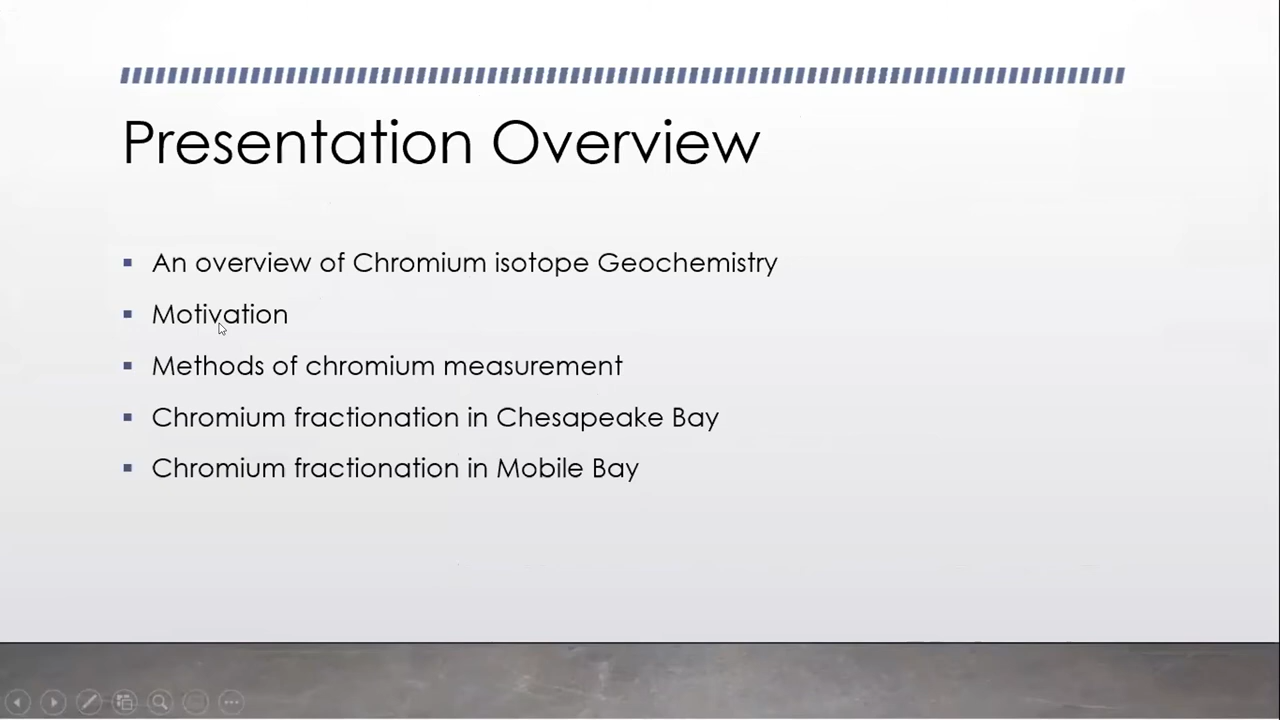 Presentation Overview
An overview of Chromium isotope Geochemistry
Motivation
Methods of chromium measurement
Chromium fractionation in Chesapeake Bay
Chromium fractionation in Mobile Bay